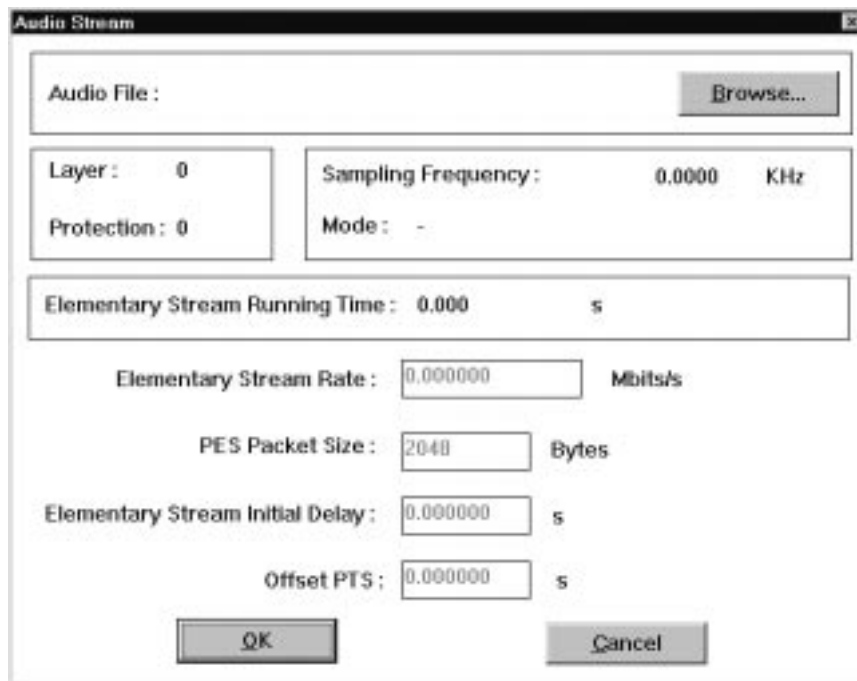 Audio Stream
Audio File :
Browse...
Layer : 0
Protection : 0
Sampling Frequency : 0.0000 KHz
Mode : -
Elementary Stream Running Time : 0.000 s
Elementary Stream Rate : 0.000000 Mbits/s
PES Packet Size : 2048 Bytes
Elementary Stream Initial Delay : 0.000000 s
Offset PTS : 0.000000 s
OK
Cancel